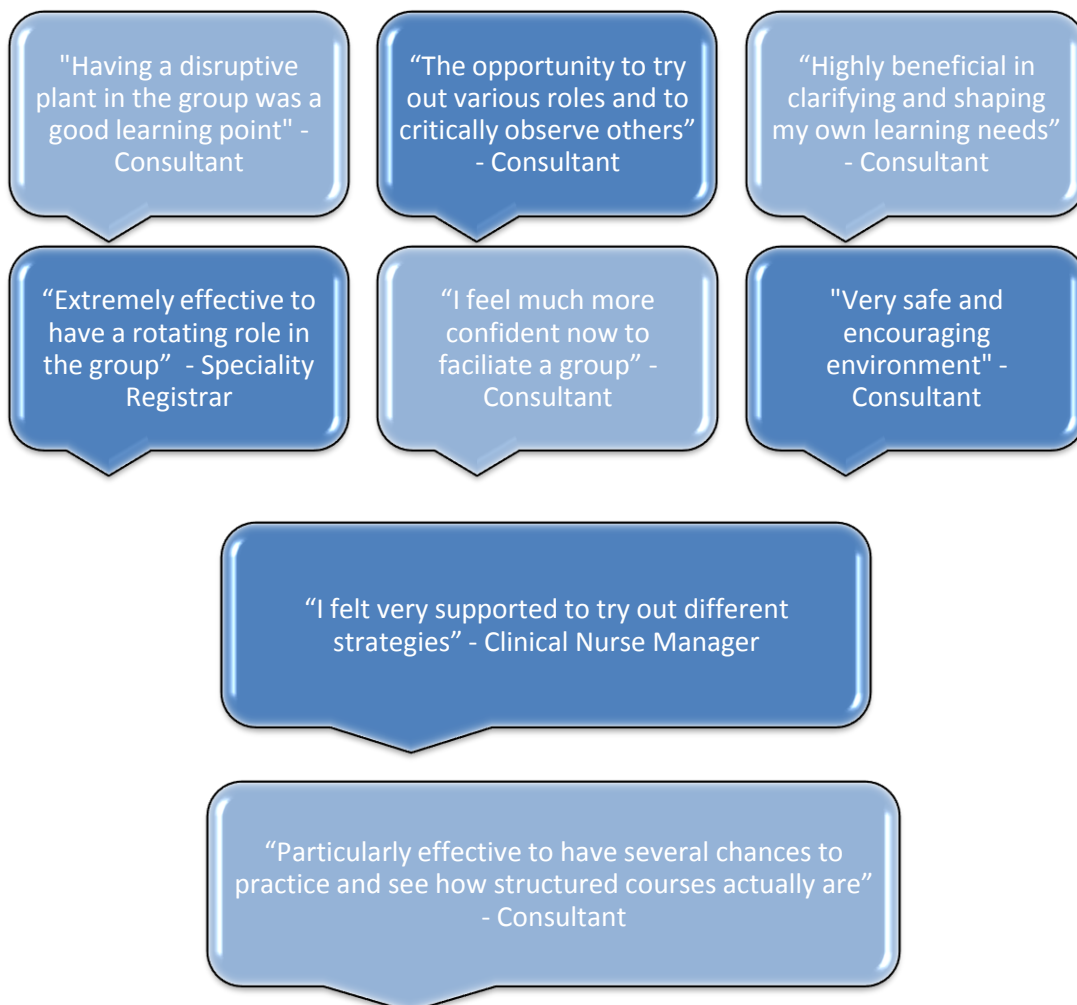 "Having a disruptive
plant in the group was a
good learning point" -
Consultant
“The opportunity to try
out various roles and to
critically observe others”
- Consultant
“Highly beneficial in
clarifying and shaping
my own learning needs”
- Consultant
“Extremely effective to
have a rotating role in
the group”  - Speciality
Registrar
“I feel much more
confident now to
faciliate a group” -
Consultant
"Very safe and
encouraging
environment" -
Consultant
“I felt very supported to try out different
strategies” - Clinical Nurse Manager
“Particularly effective to have several chances to
practice and see how structured courses actually are”
- Consultant